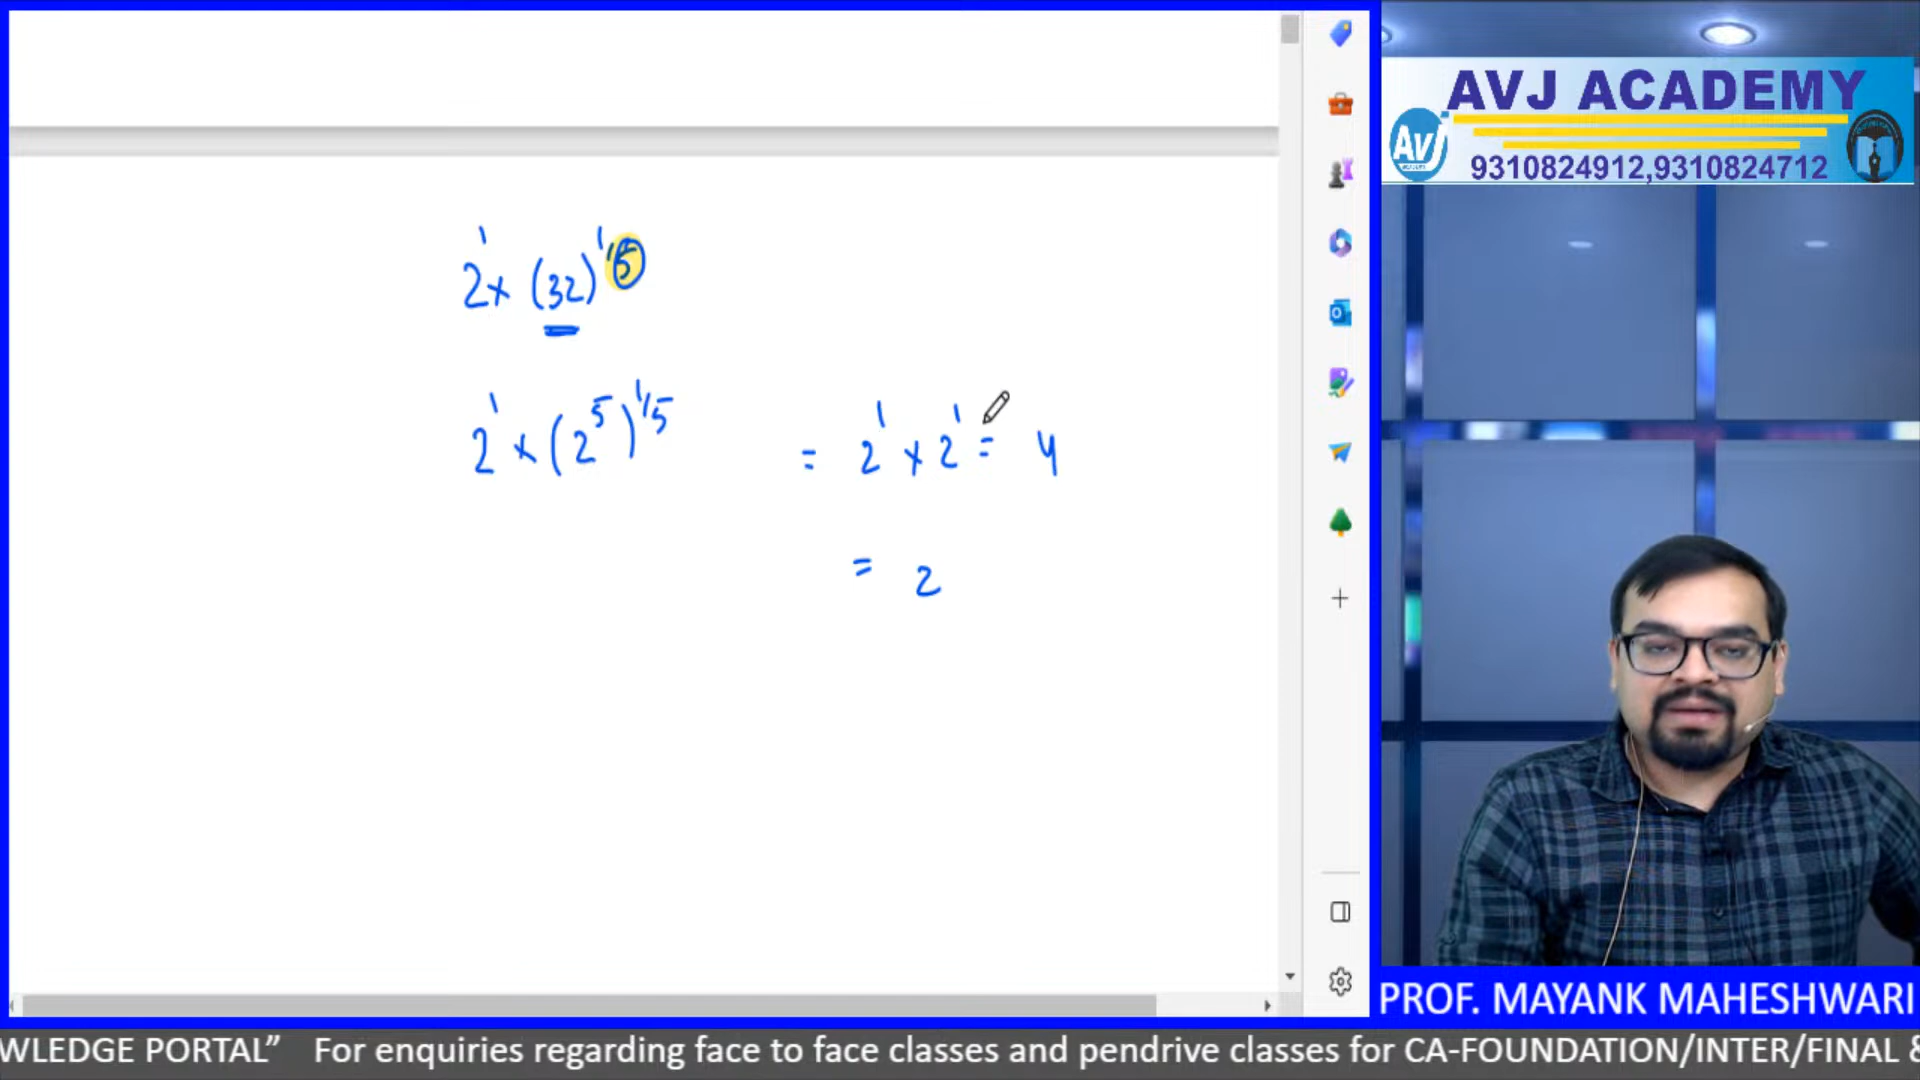 AVJ ACADEMY
AVJ
9310824912,9310824712
2¹ × (32)^1/5
2¹ × (2⁵)^1/5 = 2¹ × 2¹ = 4
= 2
PROF. MAYANK MAHESHWARI
WLEDGE PORTAL” For enquiries regarding face to face classes and pendrive classes for CA-FOUNDATION/INTER/FINAL &